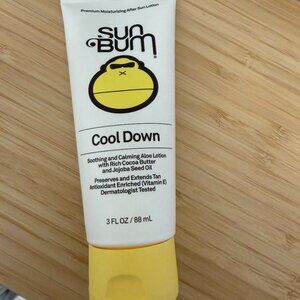 Premium Moisturizing After Sun Lotion
SUN
BUM®
Cool Down
Soothing and Calming Aloe Lotion
with Rich Cocoa Butter
and Jojoba Seed Oil
Preserves and Extends Tan
Antioxidant Enriched (Vitamin E)
Dermatologist Tested
3 FL OZ / 88 mL